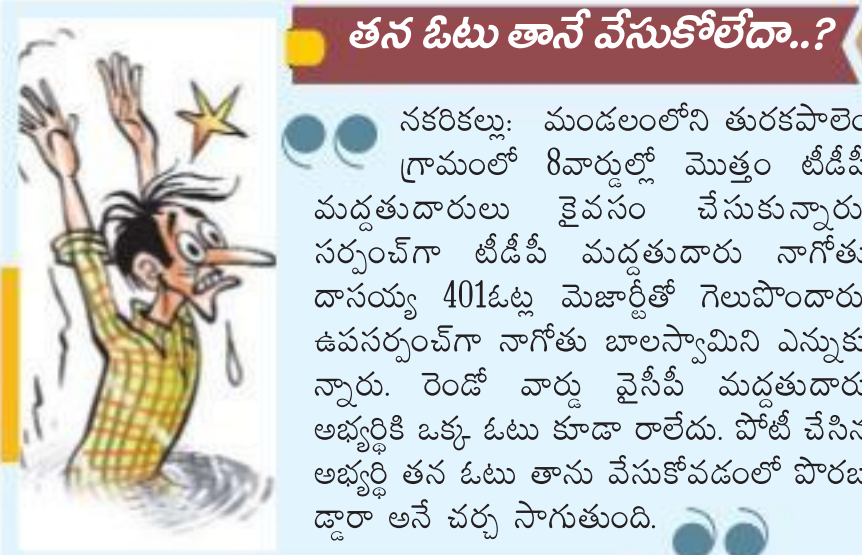 తన ఓటు తానే వేసుకోలేదా..?
నకరికల్లు: మండలంలోని తురకపాలెం
గ్రామంలో 8వార్డుల్లో మొత్తం టీడీపీ
మద్దతుదారులు కైవసం చేసుకున్నారు
సర్పంచ్‌గా టీడీపీ మద్దతుదారు నాగోతు
దాసయ్య 401ఓట్ల మెజార్టీతో గెలుపొందారు
ఉపసర్పంచ్‌గా నాగోతు బాలస్వామిని ఎన్నుకు
న్నారు. రెండో వార్డు వైసీపీ మద్దతుదారు
అభ్యర్థికి ఒక్క ఓటు కూడా రాలేదు. పోటీ చేసిన
అభ్యర్థి తన ఓటు తాను వేసుకోవడంలో పొరబ
డ్డారా అనే చర్చ సాగుతుంది.